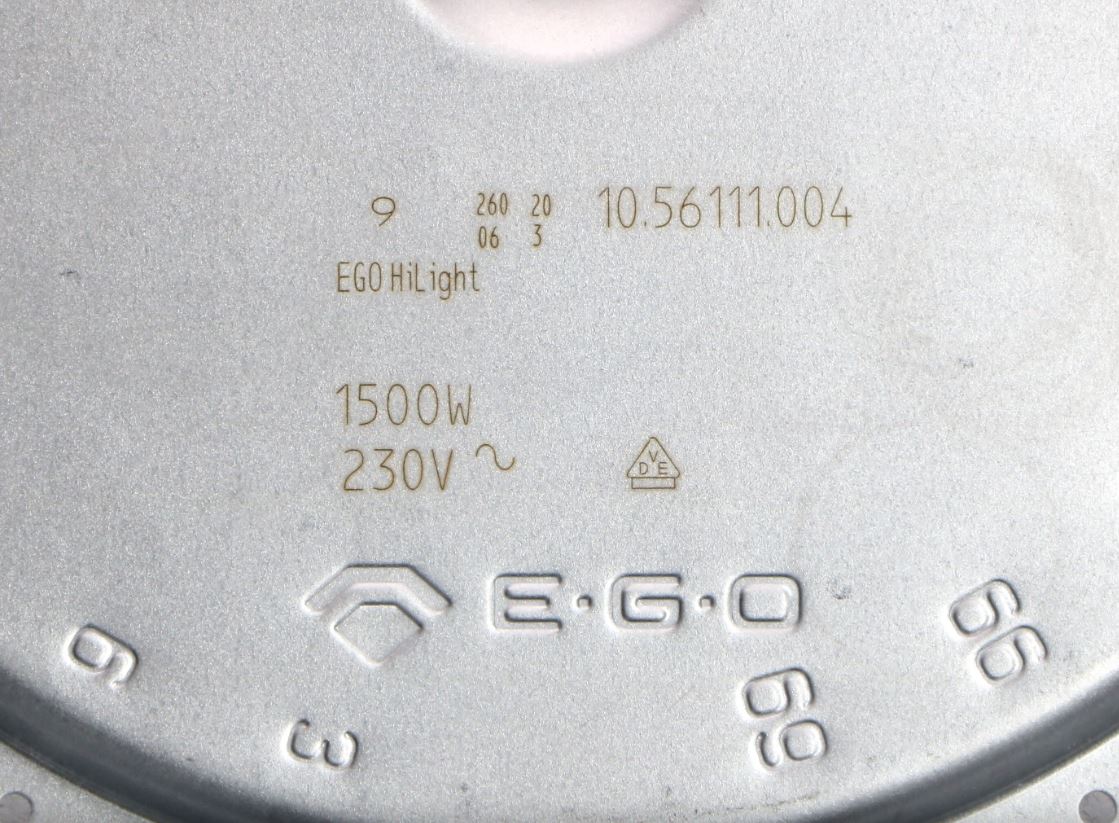 9 260 20 10.56111.004
06 3
EGO HiLight
1500W
230V ~
VDE
E·G·O
66
9
69
3